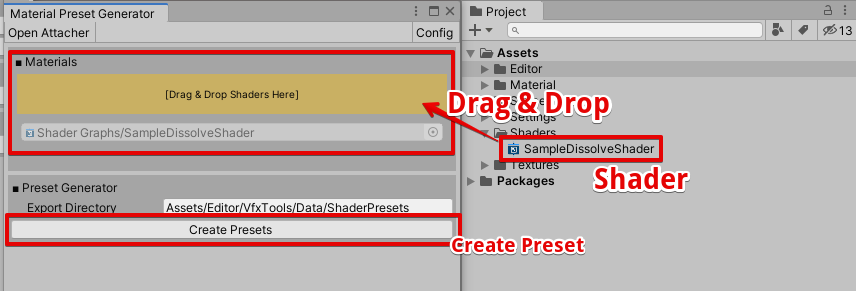 Material Preset Generator
Open Attacher
Config
■ Materials
[Drag & Drop Shaders Here]
Shader Graphs/SampleDissolveShader
■ Preset Generator
Export Directory
Assets/Editor/VfxTools/Data/ShaderPresets
Create Presets
Create Preset
Project
13
Assets
Editor
Material
Drag & Drop
Settings
Shaders
SampleDissolveShader
Textures
Shader
Packages